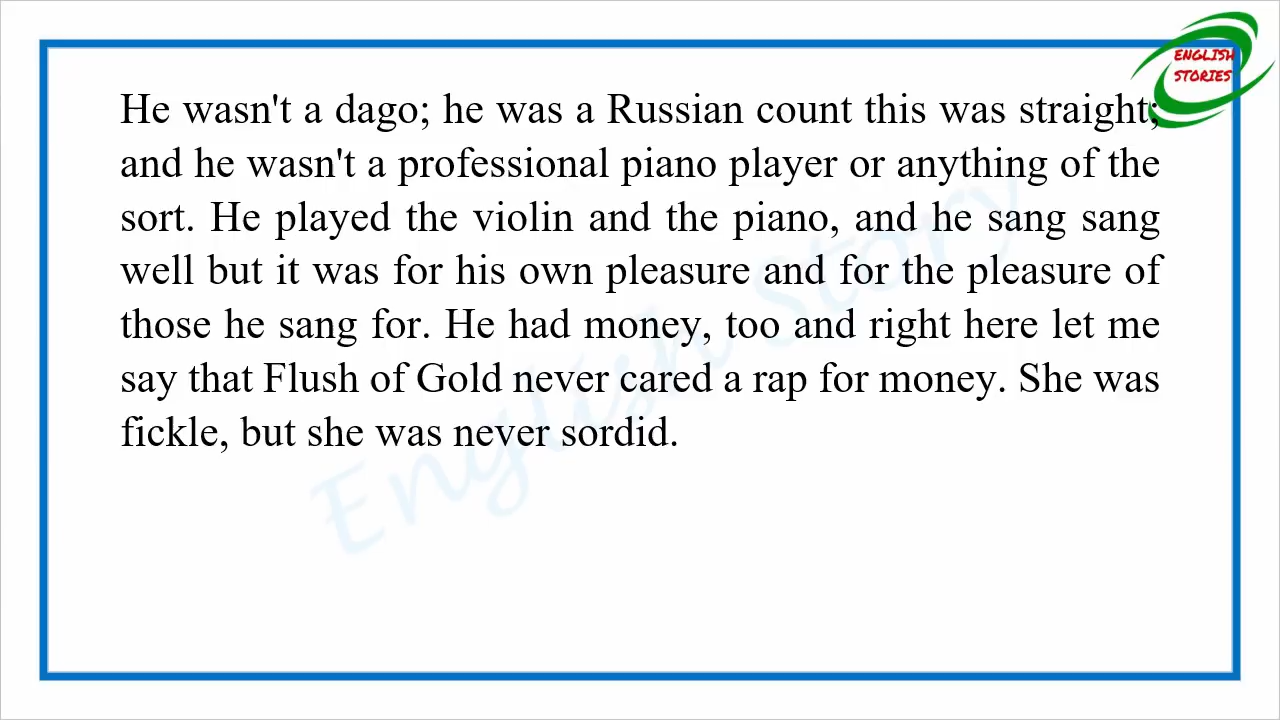 ENGLISH
STORIES
He wasn't a dago; he was a Russian count this was straight;
and he wasn't a professional piano player or anything of the
sort. He played the violin and the piano, and he sang sang
well but it was for his own pleasure and for the pleasure of
those he sang for. He had money, too and right here let me
say that Flush of Gold never cared a rap for money. She was
fickle, but she was never sordid.
English Story